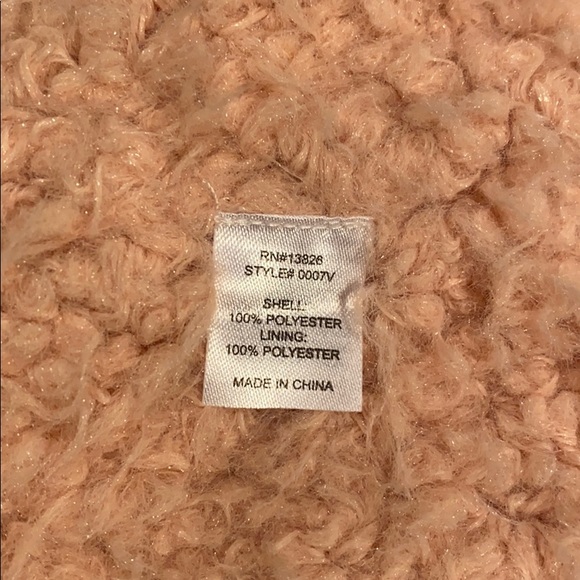 RN#13826
STYLE# 0007V
SHELL:
100% POLYESTER
LINING:
100% POLYESTER
MADE IN CHINA